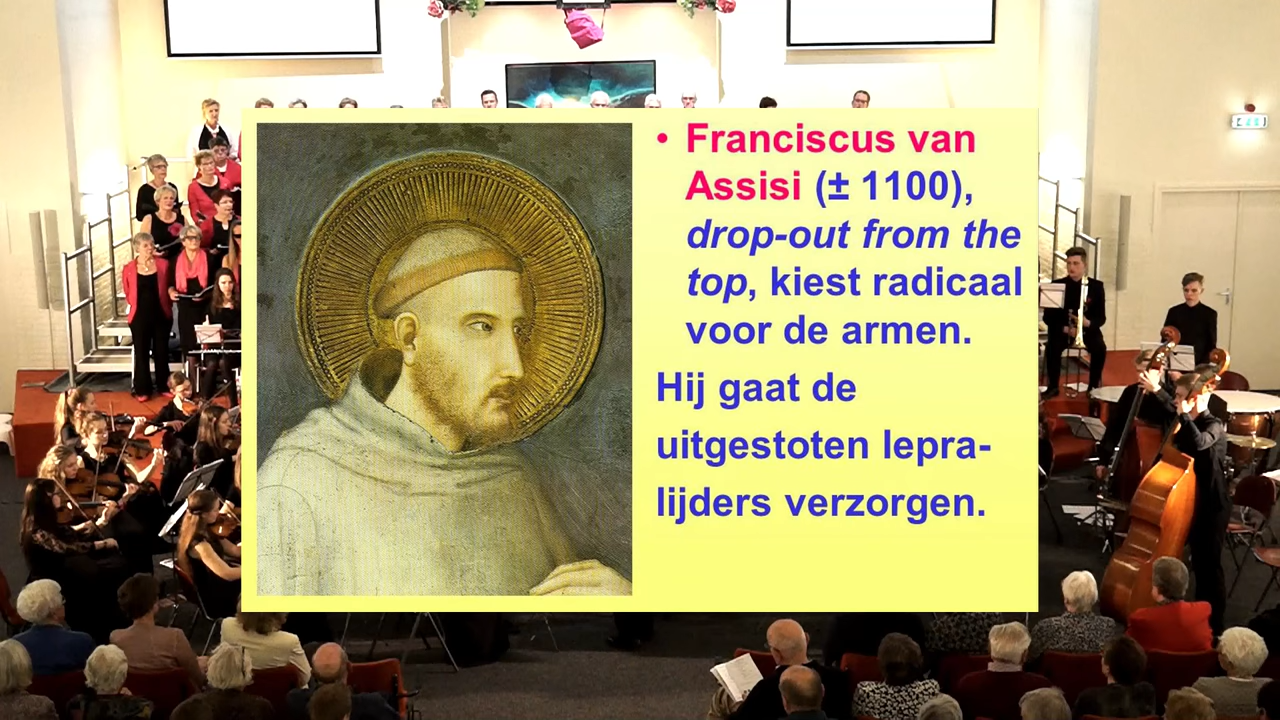 • Franciscus van
Assisi (± 1100),
drop-out from the
top, kiest radicaal
voor de armen.
Hij gaat de
uitgestoten lepra-
lijders verzorgen.